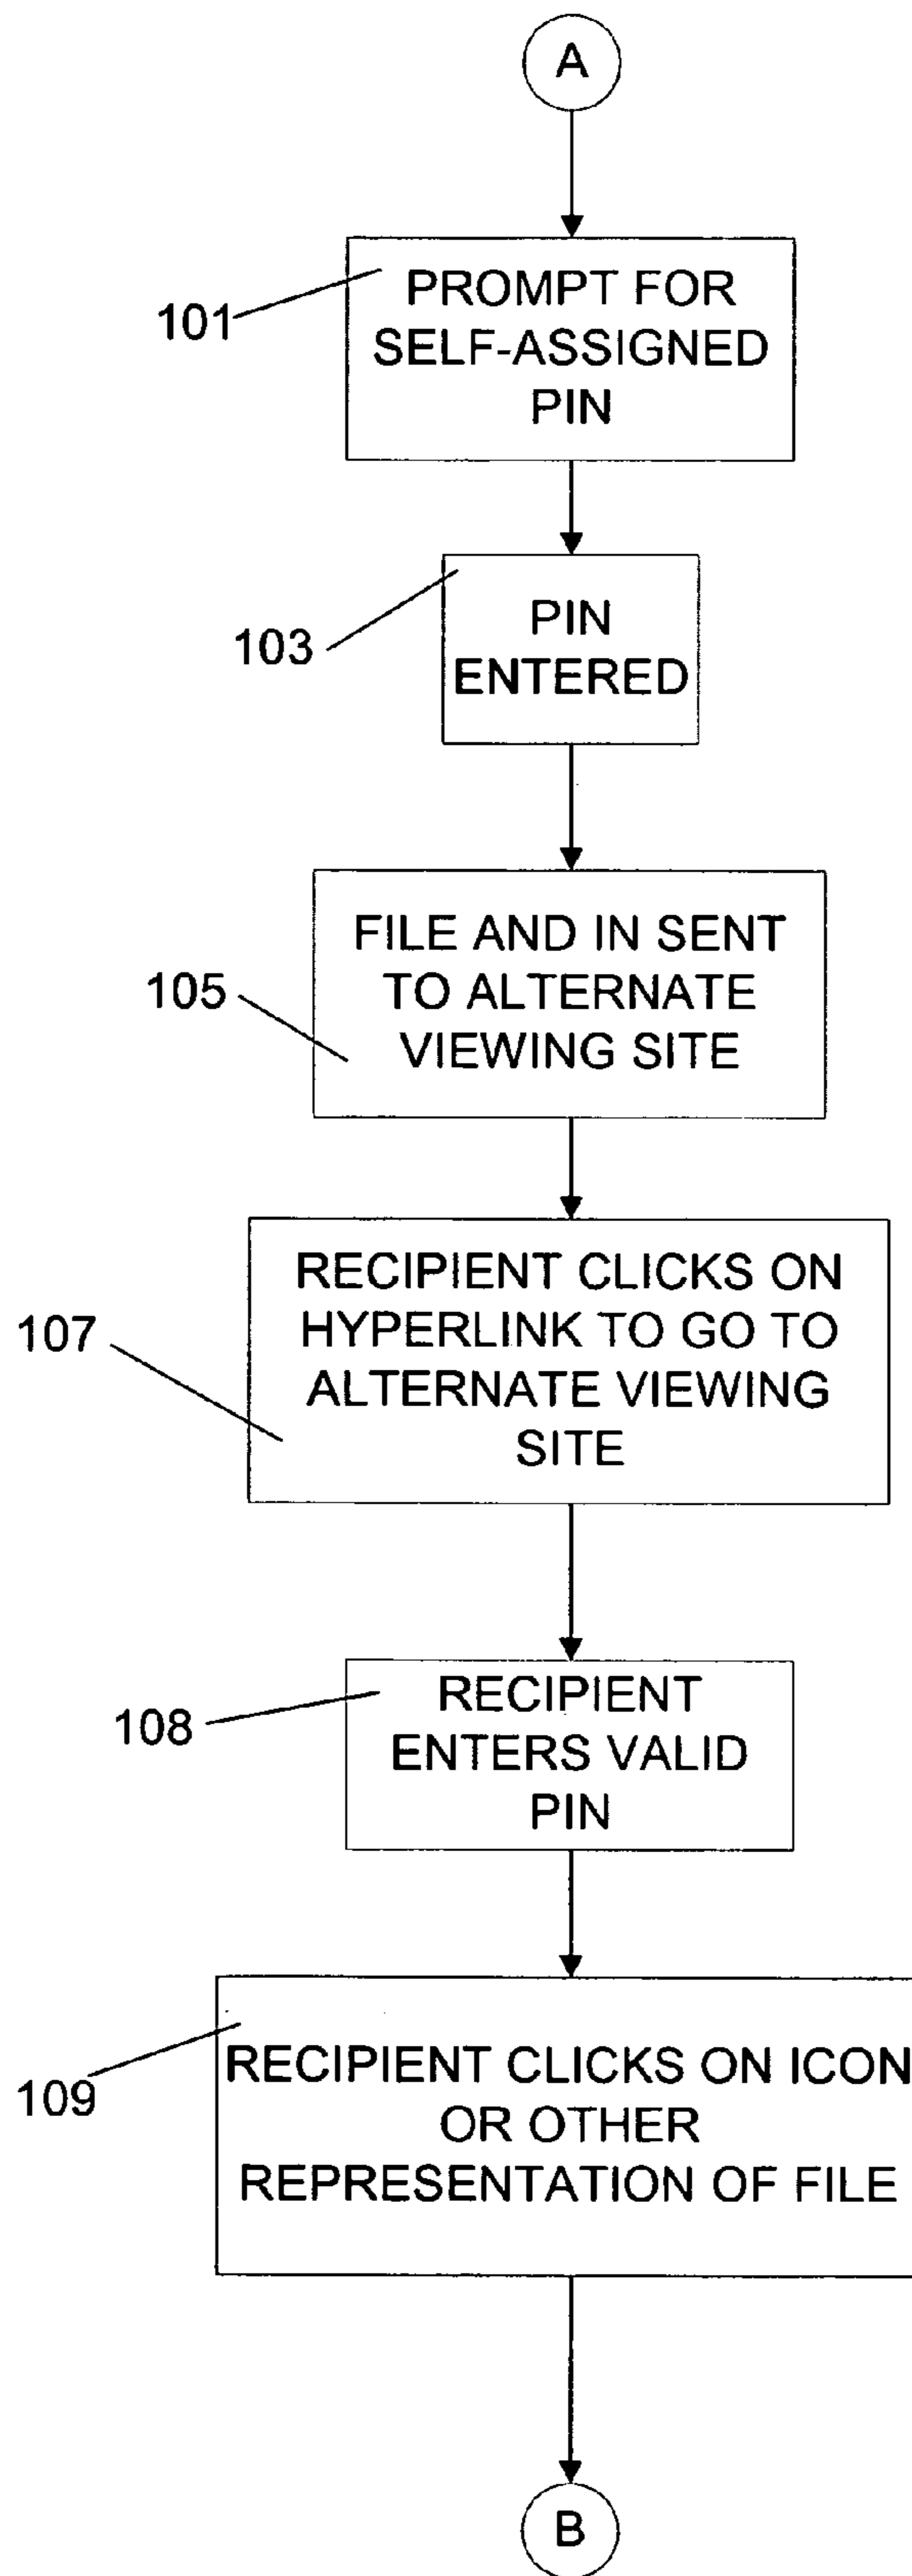 A
101
PROMPT FOR
SELF-ASSIGNED
PIN
103
PIN
ENTERED
105
FILE AND IN SENT
TO ALTERNATE
VIEWING SITE
107
RECIPIENT CLICKS ON
HYPERLINK TO GO TO
ALTERNATE VIEWING
SITE
108
RECIPIENT
ENTERS VALID
PIN
109
RECIPIENT CLICKS ON ICON
OR OTHER
REPRESENTATION OF FILE
B